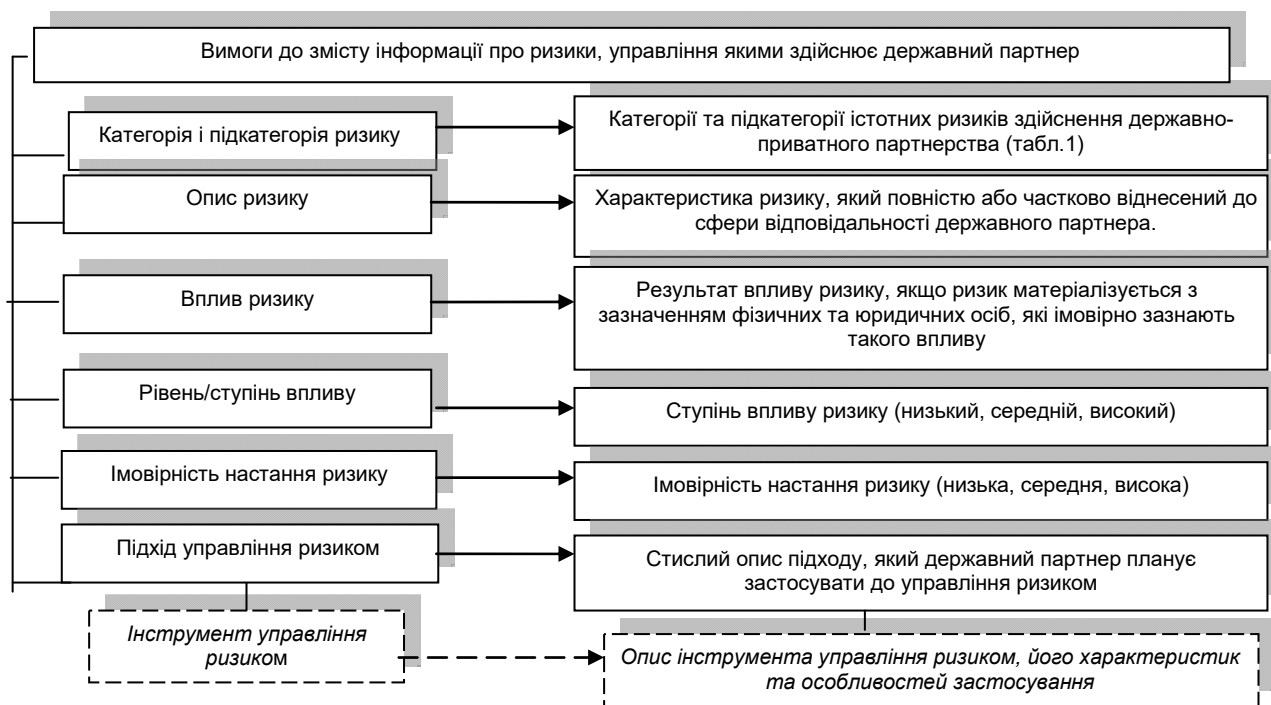 Вимоги до змісту інформації про ризики, управління якими здійснює державний партнер
Категорія і підкатегорія ризику
Категорії та підкатегорії істотних ризиків здійснення державно-
приватного партнерства (табл.1)
Опис ризику
Характеристика ризику, який повністю або частково віднесений до
сфери відповідальності державного партнера.
Вплив ризику
Результат впливу ризику, якщо ризик матеріалізується з
зазначенням фізичних та юридичних осіб, які імовірно зазнають
такого впливу
Рівень/ступінь впливу
Ступінь впливу ризику (низький, середній, високий)
Імовірність настання ризику
Імовірність настання ризику (низька, середня, висока)
Підхід управління ризиком
Стислий опис підходу, який державний партнер планує
застосувати до управління ризиком
Інструмент управління
ризиком
Опис інструмента управління ризиком, його характеристик
та особливостей застосування